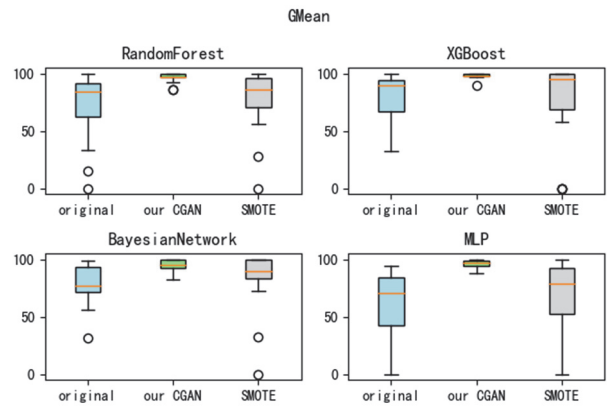 GMean
RandomForest
XGBoost
100
50
0
original our CGAN SMOTE
100
50
0
original our CGAN SMOTE
BayesianNetwork
MLP
100
50
0
original our CGAN SMOTE
100
50
0
original our CGAN SMOTE